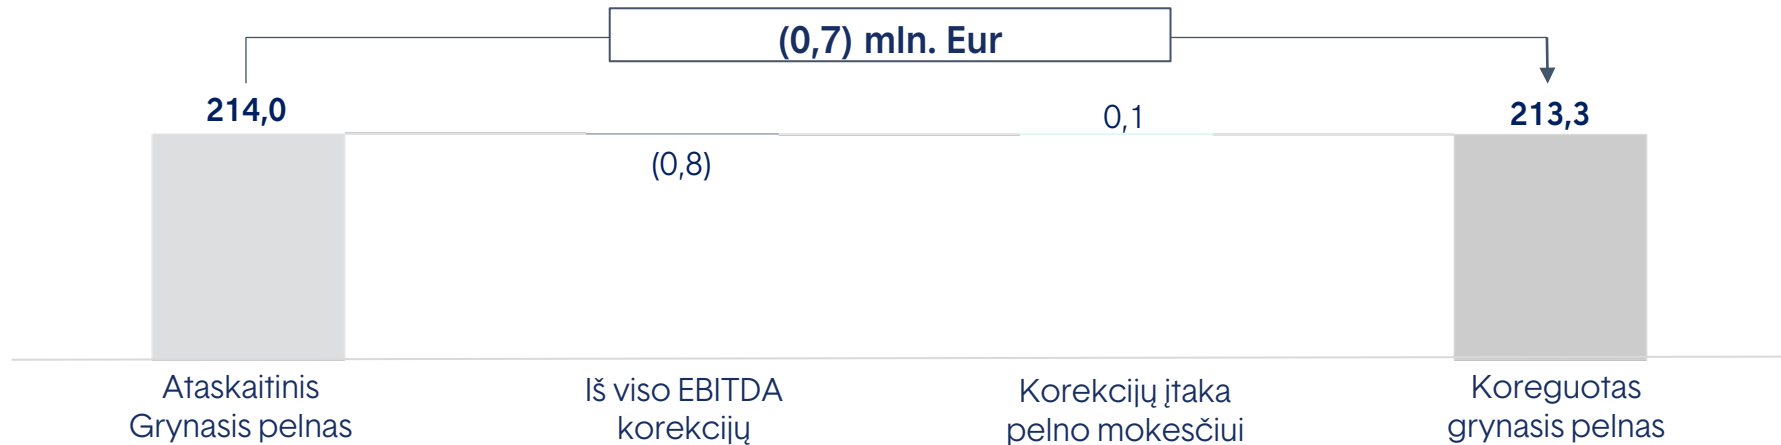 (0,7) mln. Eur
214,0
(0,8)
0,1
213,3
Ataskaitinis
Grynasis pelnas
Iš viso EBITDA
korekcijų
Korekcijų įtaka
pelno mokesčiui
Koreguotas
grynasis pelnas